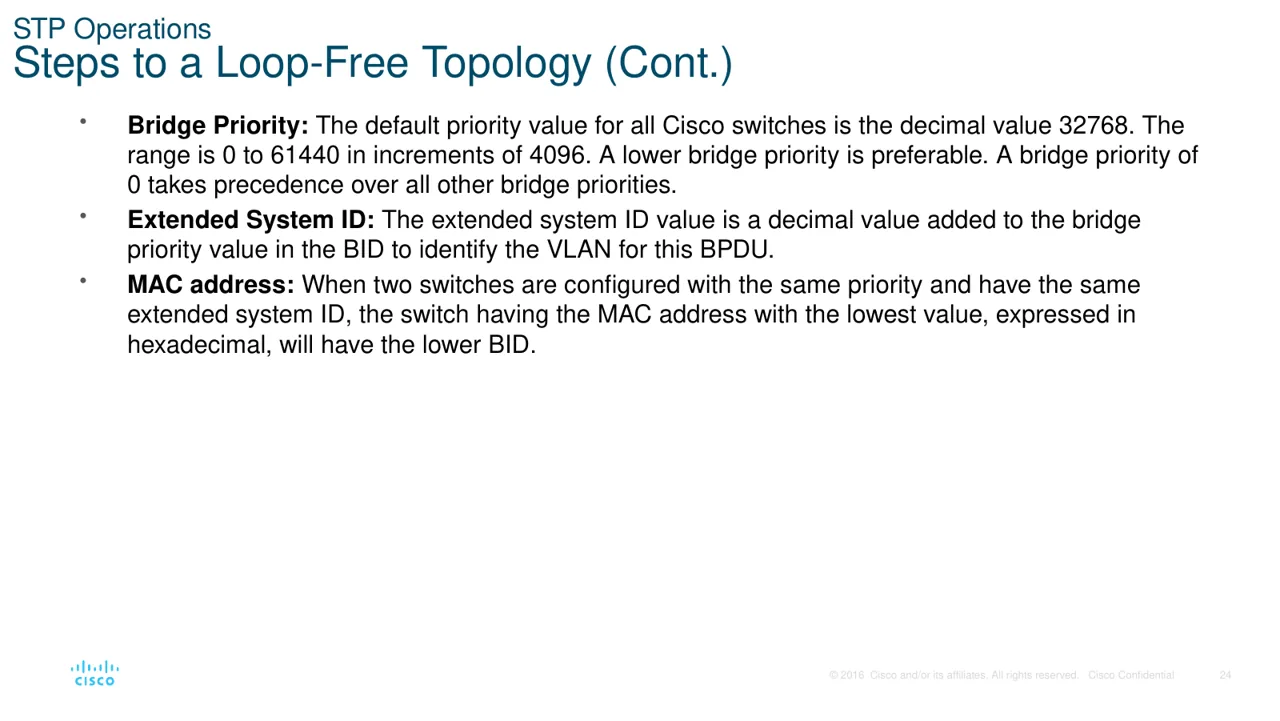 STP Operations
Steps to a Loop-Free Topology (Cont.)
• Bridge Priority: The default priority value for all Cisco switches is the decimal value 32768. The
range is 0 to 61440 in increments of 4096. A lower bridge priority is preferable. A bridge priority of
0 takes precedence over all other bridge priorities.
• Extended System ID: The extended system ID value is a decimal value added to the bridge
priority value in the BID to identify the VLAN for this BPDU.
• MAC address: When two switches are configured with the same priority and have the same
extended system ID, the switch having the MAC address with the lowest value, expressed in
hexadecimal, will have the lower BID.
CISCO
© 2016 Cisco and/or its affiliates. All rights reserved. Cisco Confidential 24